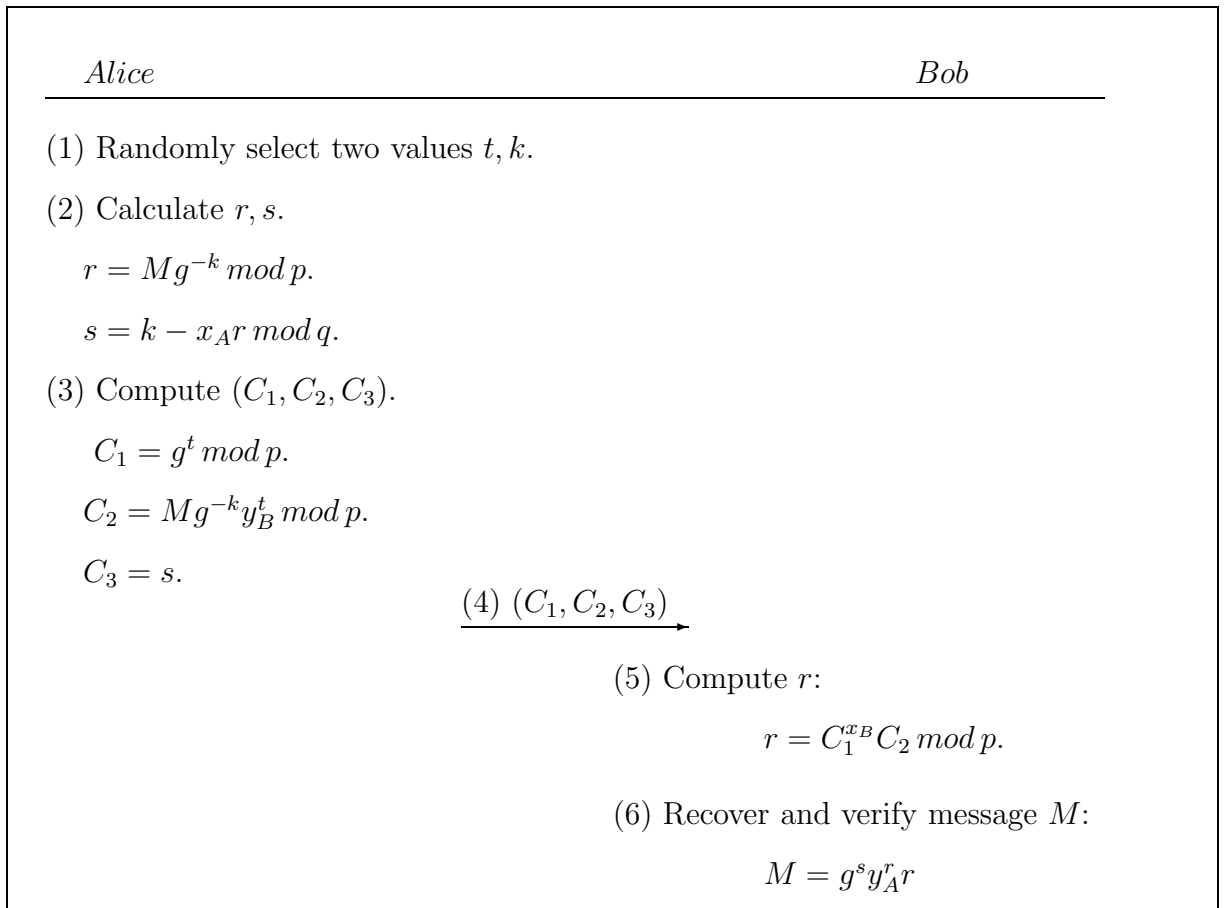 Alice Bob
(1) Randomly select two values t, k.
(2) Calculate r, s.
r = Mg^{-k} mod p.
s = k − x_A r mod q.
(3) Compute (C_1, C_2, C_3).
C_1 = g^t mod p.
C_2 = Mg^{-k} y_B^t mod p.
C_3 = s.
(4) (C_1, C_2, C_3)
(5) Compute r:
r = C_1^{x_B} C_2 mod p.
(6) Recover and verify message M:
M = g^s y_A^r r